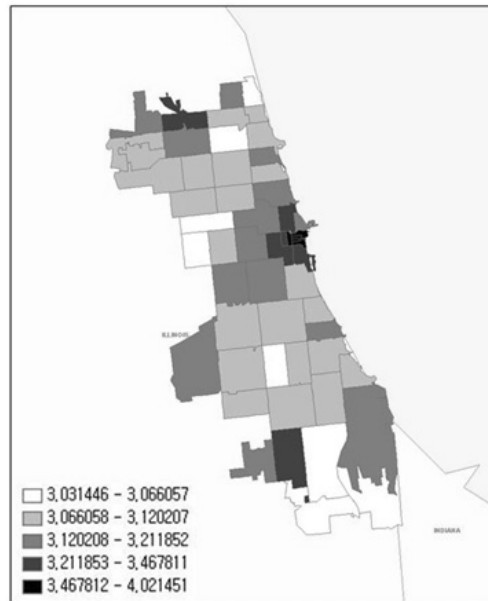 ILLINOIS
3,031446 - 3,066057
3,066058 - 3,120207
3,120208 - 3,211852
3,211853 - 3,467811
3,467812 - 4,021451
INDIANA